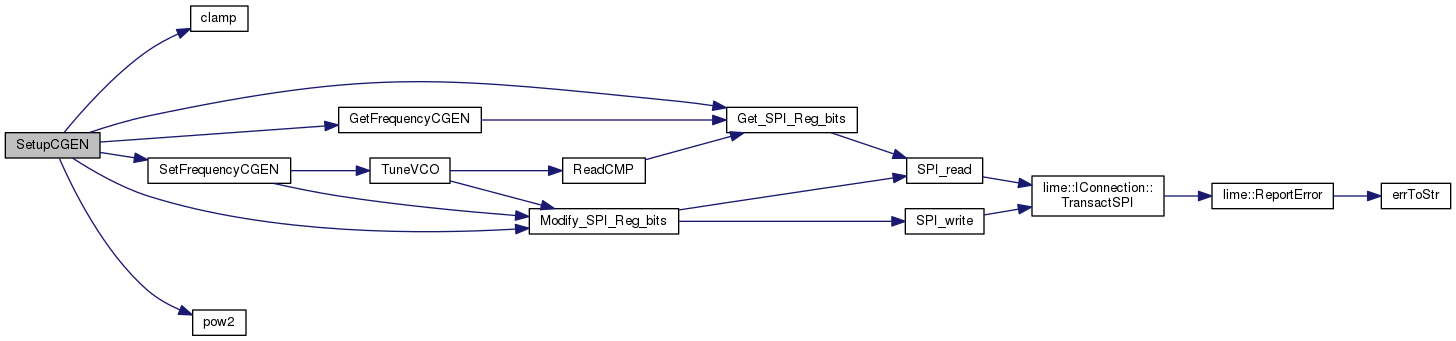 clamp
SetupCGEN
GetFrequencyCGEN
Get_SPI_Reg_bits
SetFrequencyCGEN
TuneVCO
ReadCMP
SPI_read
Modify_SPI_Reg_bits
SPI_write
lime::IConnection::
TransactSPI
lime::ReportError
errToStr
pow2